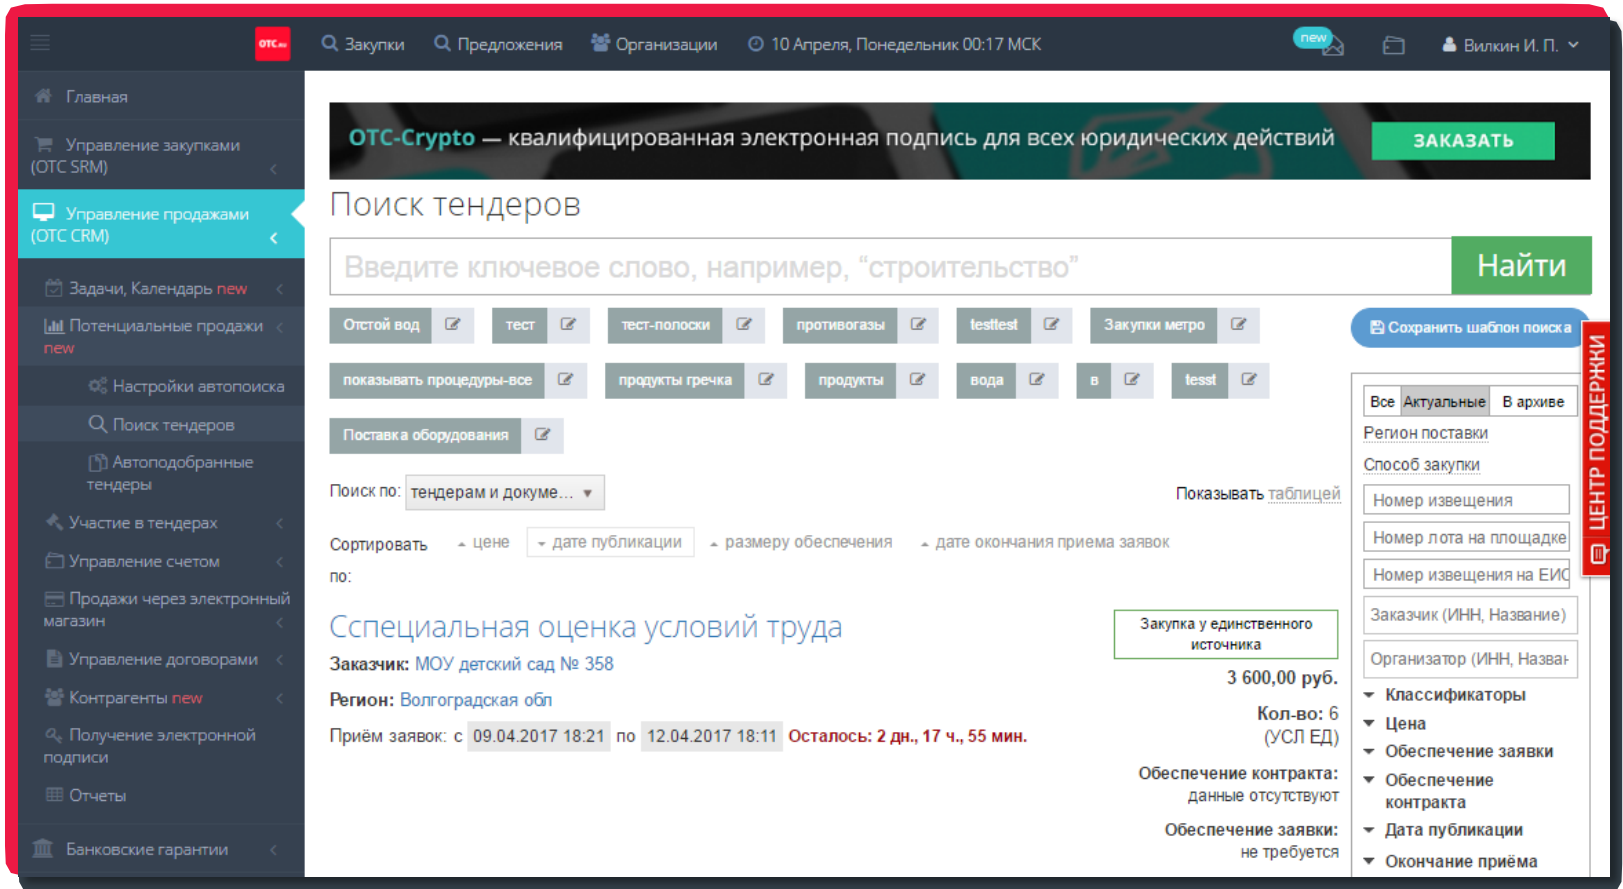 OTC.RU
Закупки
Предложения
Организации
10 Апреля, Понедельник 00:17 МСК
new
Вилкин И. П.
Главная
Управление закупками
(OTC SRM)
Управление продажами
(OTC CRM)
Задачи, Календарь new
Потенциальные продажи
new
Настройки автопоиска
Поиск тендеров
Автоподобранные
тендеры
Участие в тендерах
Управление счетом
Продажи через электронный
магазин
Управление договорами
Контрагенты new
Получение электронной
подписи
Отчеты
Банковские гарантии
OTC-Crypto — квалифицированная электронная подпись для всех юридических действий
ЗАКАЗАТЬ
Поиск тендеров
Введите ключевое слово, например, “строительство”
Найти
Отстой вод
тест
тест-полоски
противогазы
testtest
Закупки метро
показывать процедуры-все
продукты гречка
продукты
вода
в
tesst
Поставка оборудования
Сохранить шаблон поиска
Поиск по: тендерам и докуме...
Показывать таблицей
Сортировать
по:
цене
дате публикации
размеру обеспечения
дате окончания приема заявок
Сспециальная оценка условий труда
Заказчик: МОУ детский сад № 358
Регион: Волгоградская обл
Приём заявок: с 09.04.2017 18:21 по 12.04.2017 18:11 Осталось: 2 дн., 17 ч., 55 мин.
Закупка у единственного
источника
3 600,00 руб.
Кол-во: 6
(УСЛ ЕД)
Обеспечение контракта:
данные отсутствуют
Обеспечение заявки:
не требуется
Все Актуальные В архиве
Регион поставки
Способ закупки
Номер извещения
Номер лота на площадке
Номер извещения на ЕИС
Заказчик (ИНН, Название)
Организатор (ИНН, Назван
Классификаторы
Цена
Обеспечение заявки
Обеспечение
контракта
Дата публикации
Окончание приёма
ЦЕНТР ПОДДЕРЖКИ